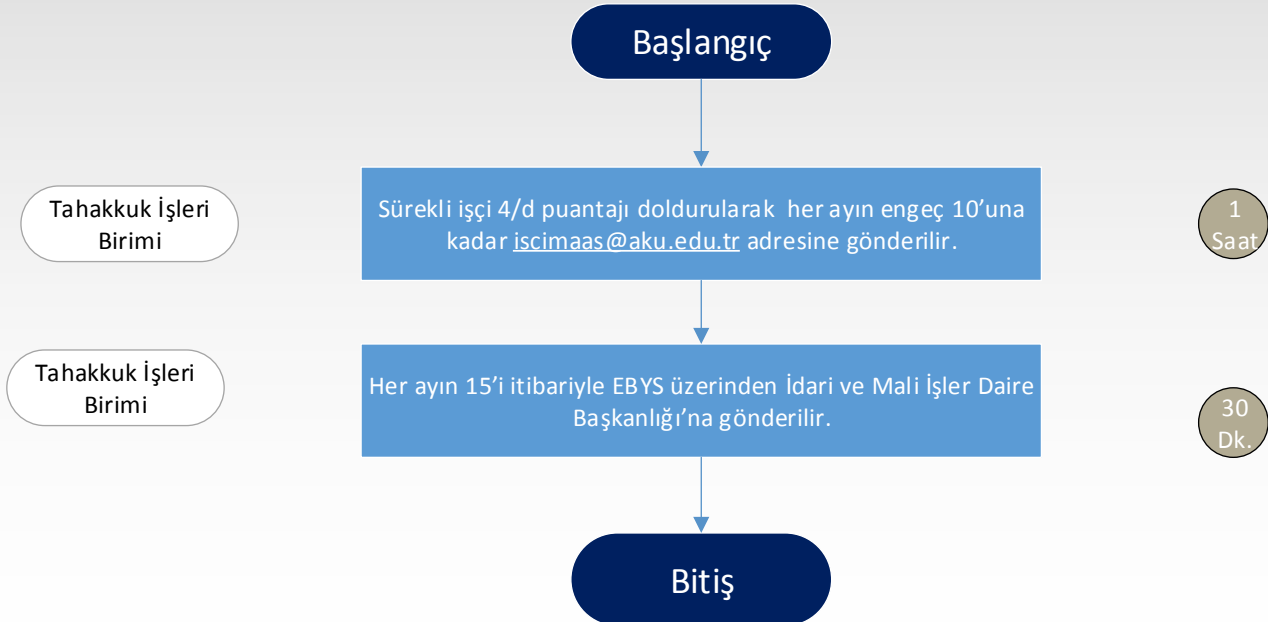 Başlangıç
Tahakkuk İşleri
Birimi
Sürekli işçi 4/d puantajı doldurularak her ayın engeç 10’una
kadar iscimaas@aku.edu.tr adresine gönderilir.
1
Saat
Tahakkuk İşleri
Birimi
Her ayın 15’i itibariyle EBYS üzerinden İdari ve Mali İşler Daire
Başkanlığı’na gönderilir.
30
Dk.
Bitiş